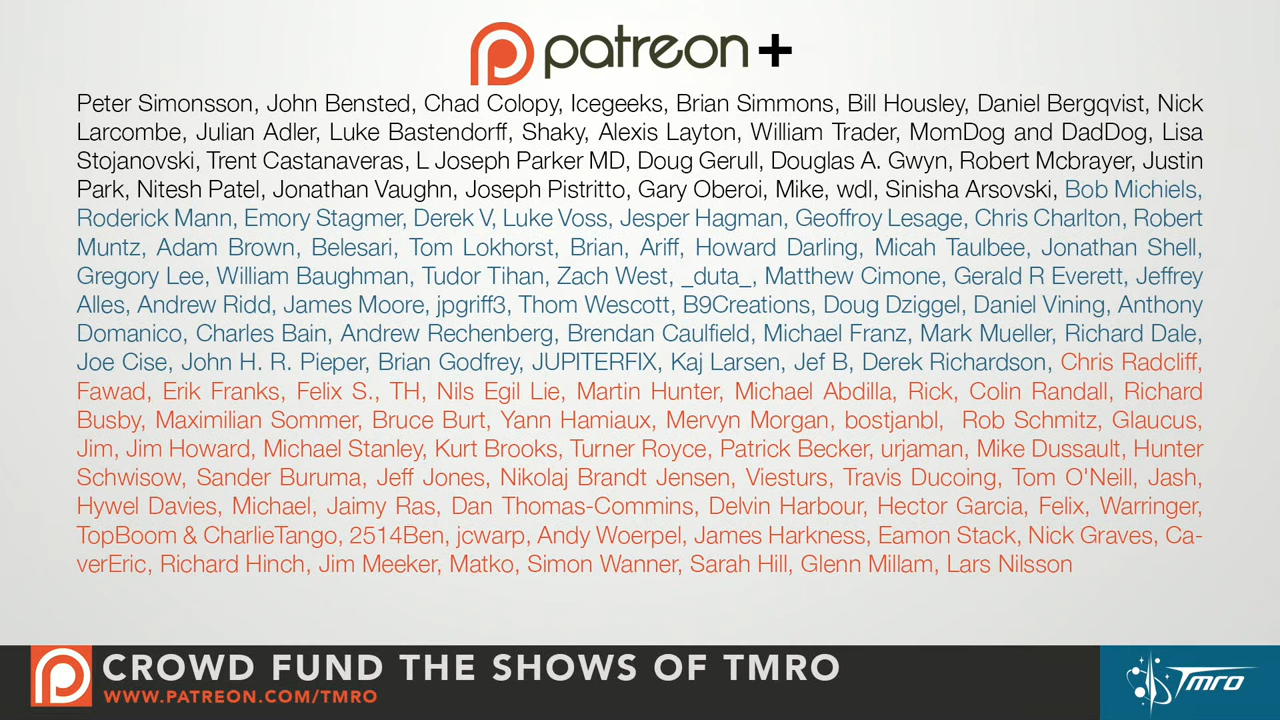 patreon+
Peter Simonsson, John Bensted, Chad Colopy, Icegeeks, Brian Simmons, Bill Housley, Daniel Bergqvist, Nick
Larcombe, Julian Adler, Luke Bastendorff, Shaky, Alexis Layton, William Trader, MomDog and DadDog, Lisa
Stojanovski, Trent Castanaveras, L Joseph Parker MD, Doug Gerull, Douglas A. Gwyn, Robert Mcbrayer, Justin
Park, Nitesh Patel, Jonathan Vaughn, Joseph Pistritto, Gary Oberoi, Mike, wdl, Sinisha Arsovski, Bob Michiels,
Roderick Mann, Emory Stagmer, Derek V, Luke Voss, Jesper Hagman, Geoffroy Lesage, Chris Charlton, Robert
Muntz, Adam Brown, Belesari, Tom Lokhorst, Brian, Ariff, Howard Darling, Micah Taulbee, Jonathan Shell,
Gregory Lee, William Baughman, Tudor Tihan, Zach West, _duta_, Matthew Cimone, Gerald R Everett, Jeffrey
Alles, Andrew Ridd, James Moore, jpgriff3, Thom Wescott, B9Creations, Doug Dziggel, Daniel Vining, Anthony
Domanico, Charles Bain, Andrew Rechenberg, Brendan Caulfield, Michael Franz, Mark Mueller, Richard Dale,
Joe Cise, John H. R. Pieper, Brian Godfrey, JUPITERFIX, Kaj Larsen, Jef B, Derek Richardson, Chris Radcliff,
Fawad, Erik Franks, Felix S., TH, Nils Egil Lie, Martin Hunter, Michael Abdilla, Rick, Colin Randall, Richard
Busby, Maximilian Sommer, Bruce Burt, Yann Hamiaux, Mervyn Morgan, bostjanbl, Rob Schmitz, Glaucus,
Jim, Jim Howard, Michael Stanley, Kurt Brooks, Turner Royce, Patrick Becker, urjaman, Mike Dussault, Hunter
Schwisow, Sander Buruma, Jeff Jones, Nikolaj Brandt Jensen, Viesturs, Travis Ducoing, Tom O'Neill, Jash,
Hywel Davies, Michael, Jaimy Ras, Dan Thomas-Commins, Delvin Harbour, Hector Garcia, Felix, Warringer,
TopBoom & CharlieTango, 2514Ben, jcwarp, Andy Woerpel, James Harkness, Eamon Stack, Nick Graves, Ca-
verEric, Richard Hinch, Jim Meeker, Matko, Simon Wanner, Sarah Hill, Glenn Millam, Lars Nilsson
CROWD FUND THE SHOWS OF TMRO
WWW.PATREON.COM/TMRO
Tmro